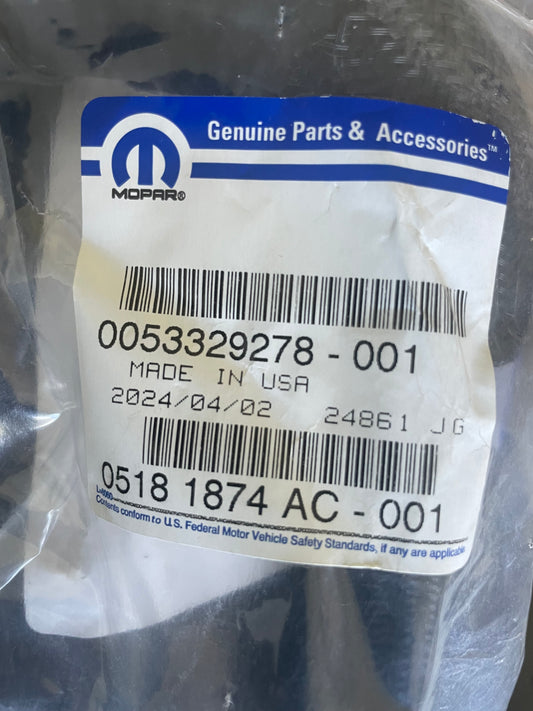 Genuine Parts & Accessories™
MOPAR®
0053329278 - 001
MADE IN USA
2024/04/02 24861 JG
0518 1874 AC - 001
Contents conform to U.S. Federal Motor Vehicle Safety Standards, if any are applicable